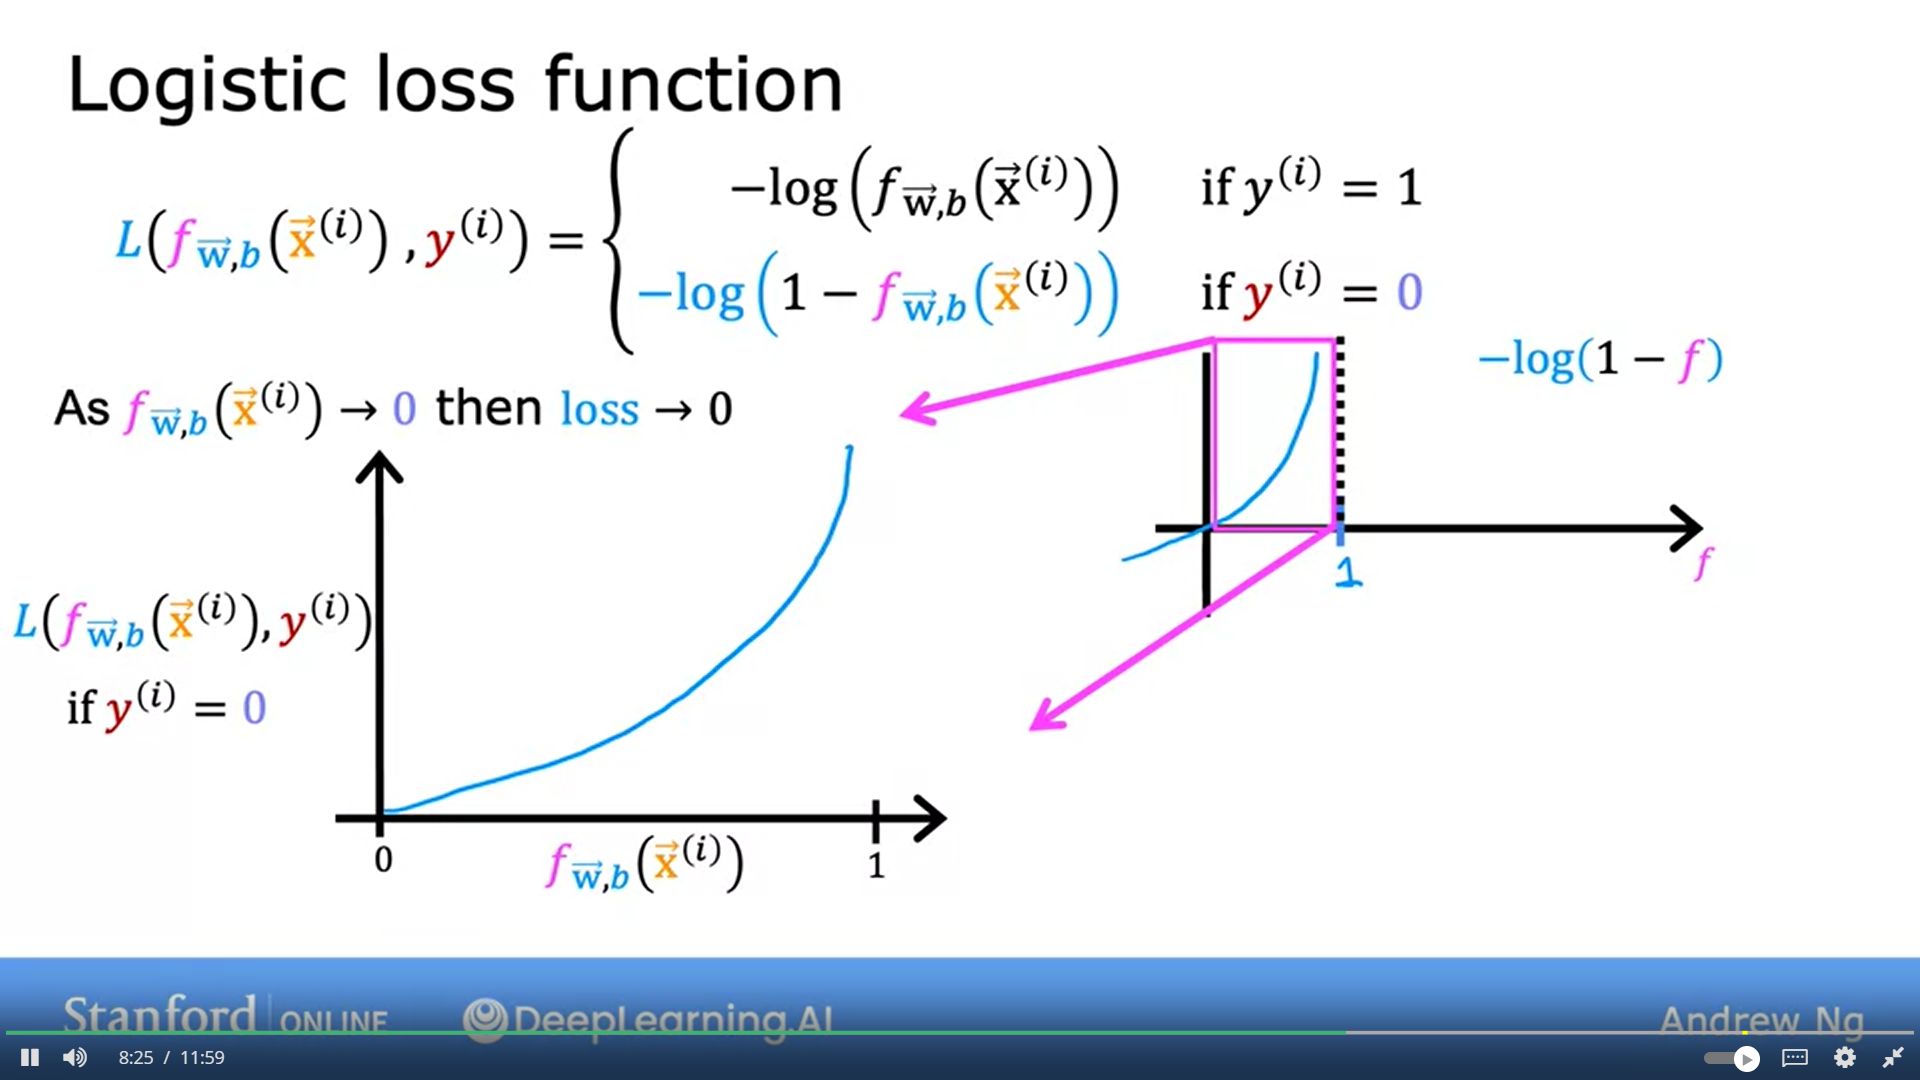 Logistic loss function
L(f_w⃗,b(x⃗^(i)), y^(i)) = { −log(f_w⃗,b(x⃗^(i))) if y^(i) = 1
−log(1 − f_w⃗,b(x⃗^(i))) if y^(i) = 0
−log(1 − f)
As f_w⃗,b(x⃗^(i)) → 0 then loss → 0
f
1
L(f_w⃗,b(x⃗^(i)), y^(i))
if y^(i) = 0
0
f_w⃗,b(x⃗^(i))
1
Stanford ONLINE
DeepLearning.AI
Andrew Ng
8:25 / 11:59